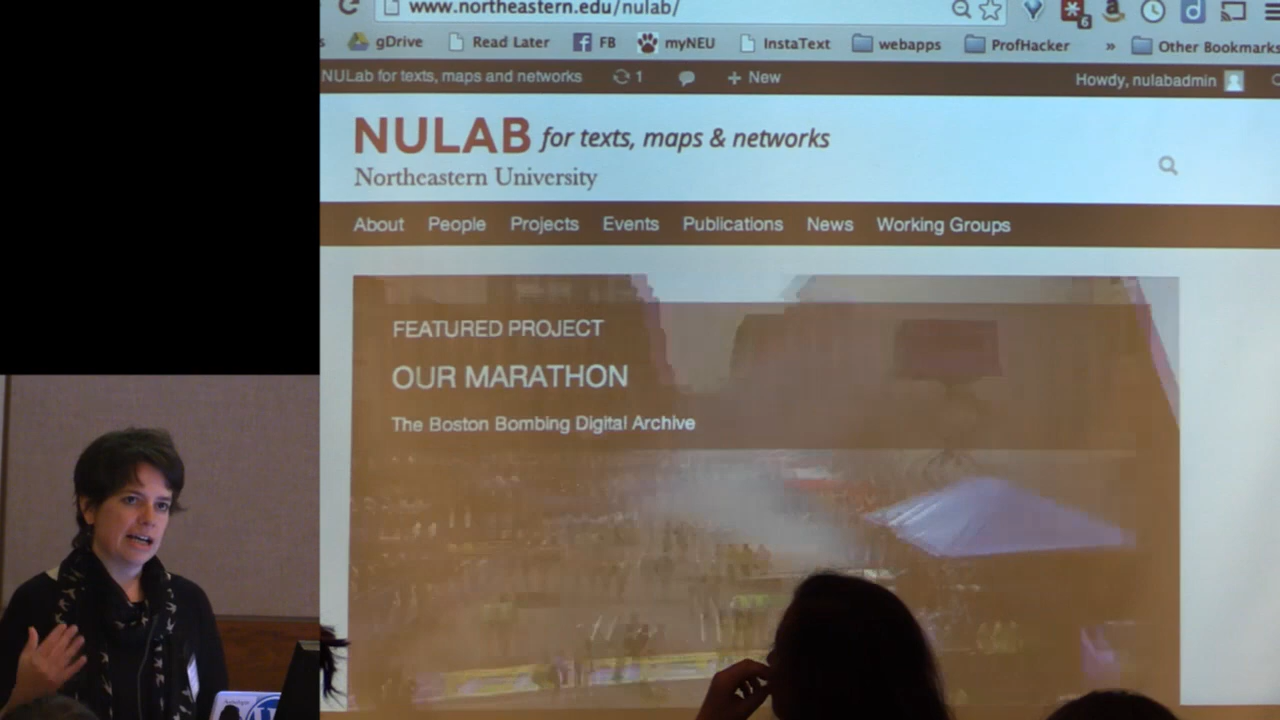 www.northeastern.edu/nulab/
6
a
d
gDrive Read Later FB myNEU InstaText webapps ProfHacker » Other Bookmarks
NULab for texts, maps and networks 1 + New Howdy, nulabadmin
NULAB for texts, maps & networks
Northeastern University
About People Projects Events Publications News Working Groups
FEATURED PROJECT
OUR MARATHON
The Boston Bombing Digital Archive